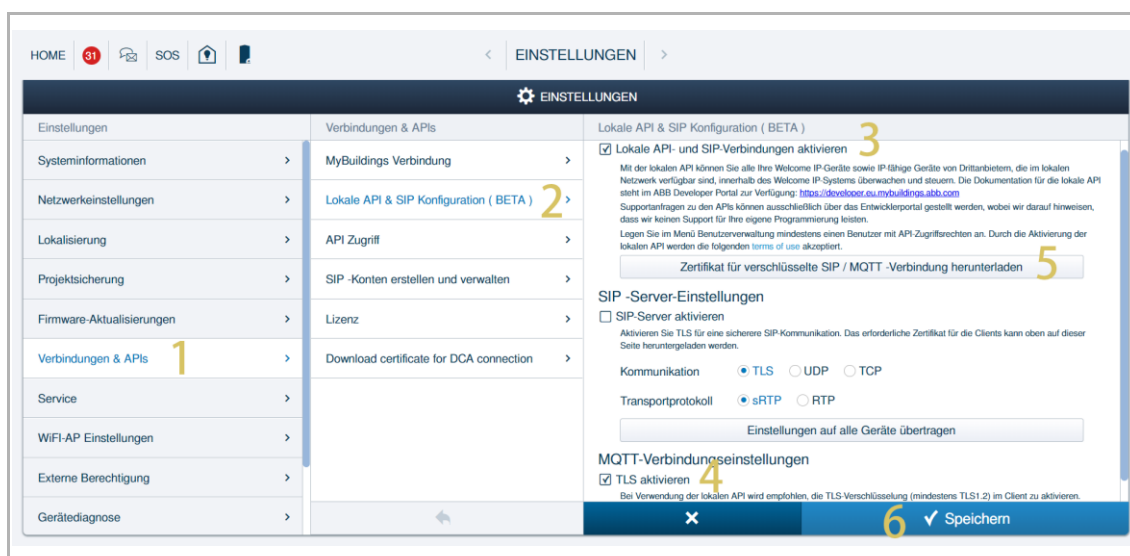 HOME 31 SOS < EINSTELLUNGEN >
EINSTELLUNGEN
Einstellungen
Systeminformationen >
Netzwerkeinstellungen >
Lokalisierung >
Projektsicherung >
Firmware-Aktualisierungen >
Verbindungen & APIs 1 >
Service >
WiFI-AP Einstellungen >
Externe Berechtigung >
Gerätediagnose >
Verbindungen & APIs
MyBuildings Verbindung >
Lokale API & SIP Konfiguration ( BETA ) 2 >
API Zugriff >
SIP -Konten erstellen und verwalten >
Lizenz >
Download certificate for DCA connection >
Lokale API & SIP Konfiguration ( BETA ) 3
Lokale API- und SIP-Verbindungen aktivieren
Mit der lokalen API können Sie alle Ihre Welcome IP-Geräte sowie IP-fähige Geräte von Drittanbietern, die im lokalen
Netzwerk verfügbar sind, innerhalb des Welcome IP-Systems überwachen und steuern. Die Dokumentation für die lokale API
steht im ABB Developer Portal zur Verfügung: https://developer.eu.mybuildings.abb.com
Supportanfragen zu den APIs können ausschließlich über das Entwicklerportal gestellt werden, wobei wir darauf hinweisen,
dass wir keinen Support für Ihre eigene Programmierung leisten.
Legen Sie im Menü Benutzerverwaltung mindestens einen Benutzer mit API-Zugriffsrechten an. Durch die Aktivierung der
lokalen API werden die folgenden terms of use akzeptiert.
Zertifikat für verschlüsselte SIP / MQTT -Verbindung herunterladen 5
SIP -Server-Einstellungen
SIP-Server aktivieren
Aktivieren Sie TLS für eine sicherere SIP-Kommunikation. Das erforderliche Zertifikat für die Clients kann oben auf dieser
Seite heruntergeladen werden.
Kommunikation TLS UDP TCP
Transportprotokoll sRTP RTP
Einstellungen auf alle Geräte übertragen
MQTT-Verbindungseinstellungen
TLS aktivieren 4
Bei Verwendung der lokalen API wird empfohlen, die TLS-Verschlüsselung (mindestens TLS1.2) im Client zu aktivieren.
6 Speichern